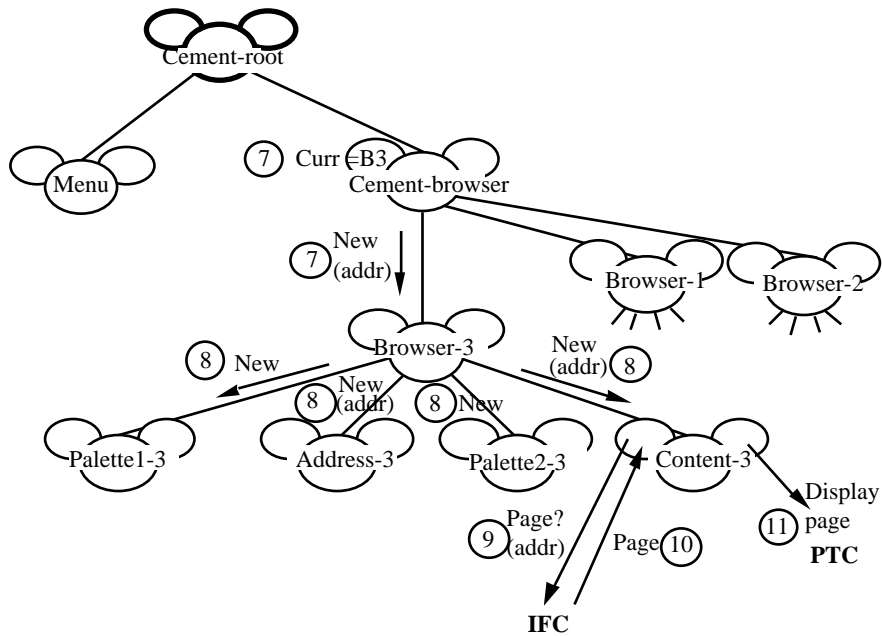 Cement-root
Menu
7 Curr =B3
Cement-browser
7
New
(addr)
Browser-1
Browser-2
Browser-3
8 New
8
New
(addr)
8 New
New
(addr)
8
Palette1-3
Address-3
Palette2-3
Content-3
9
Page?
(addr)
Page 10
11
Display
page
PTC
IFC